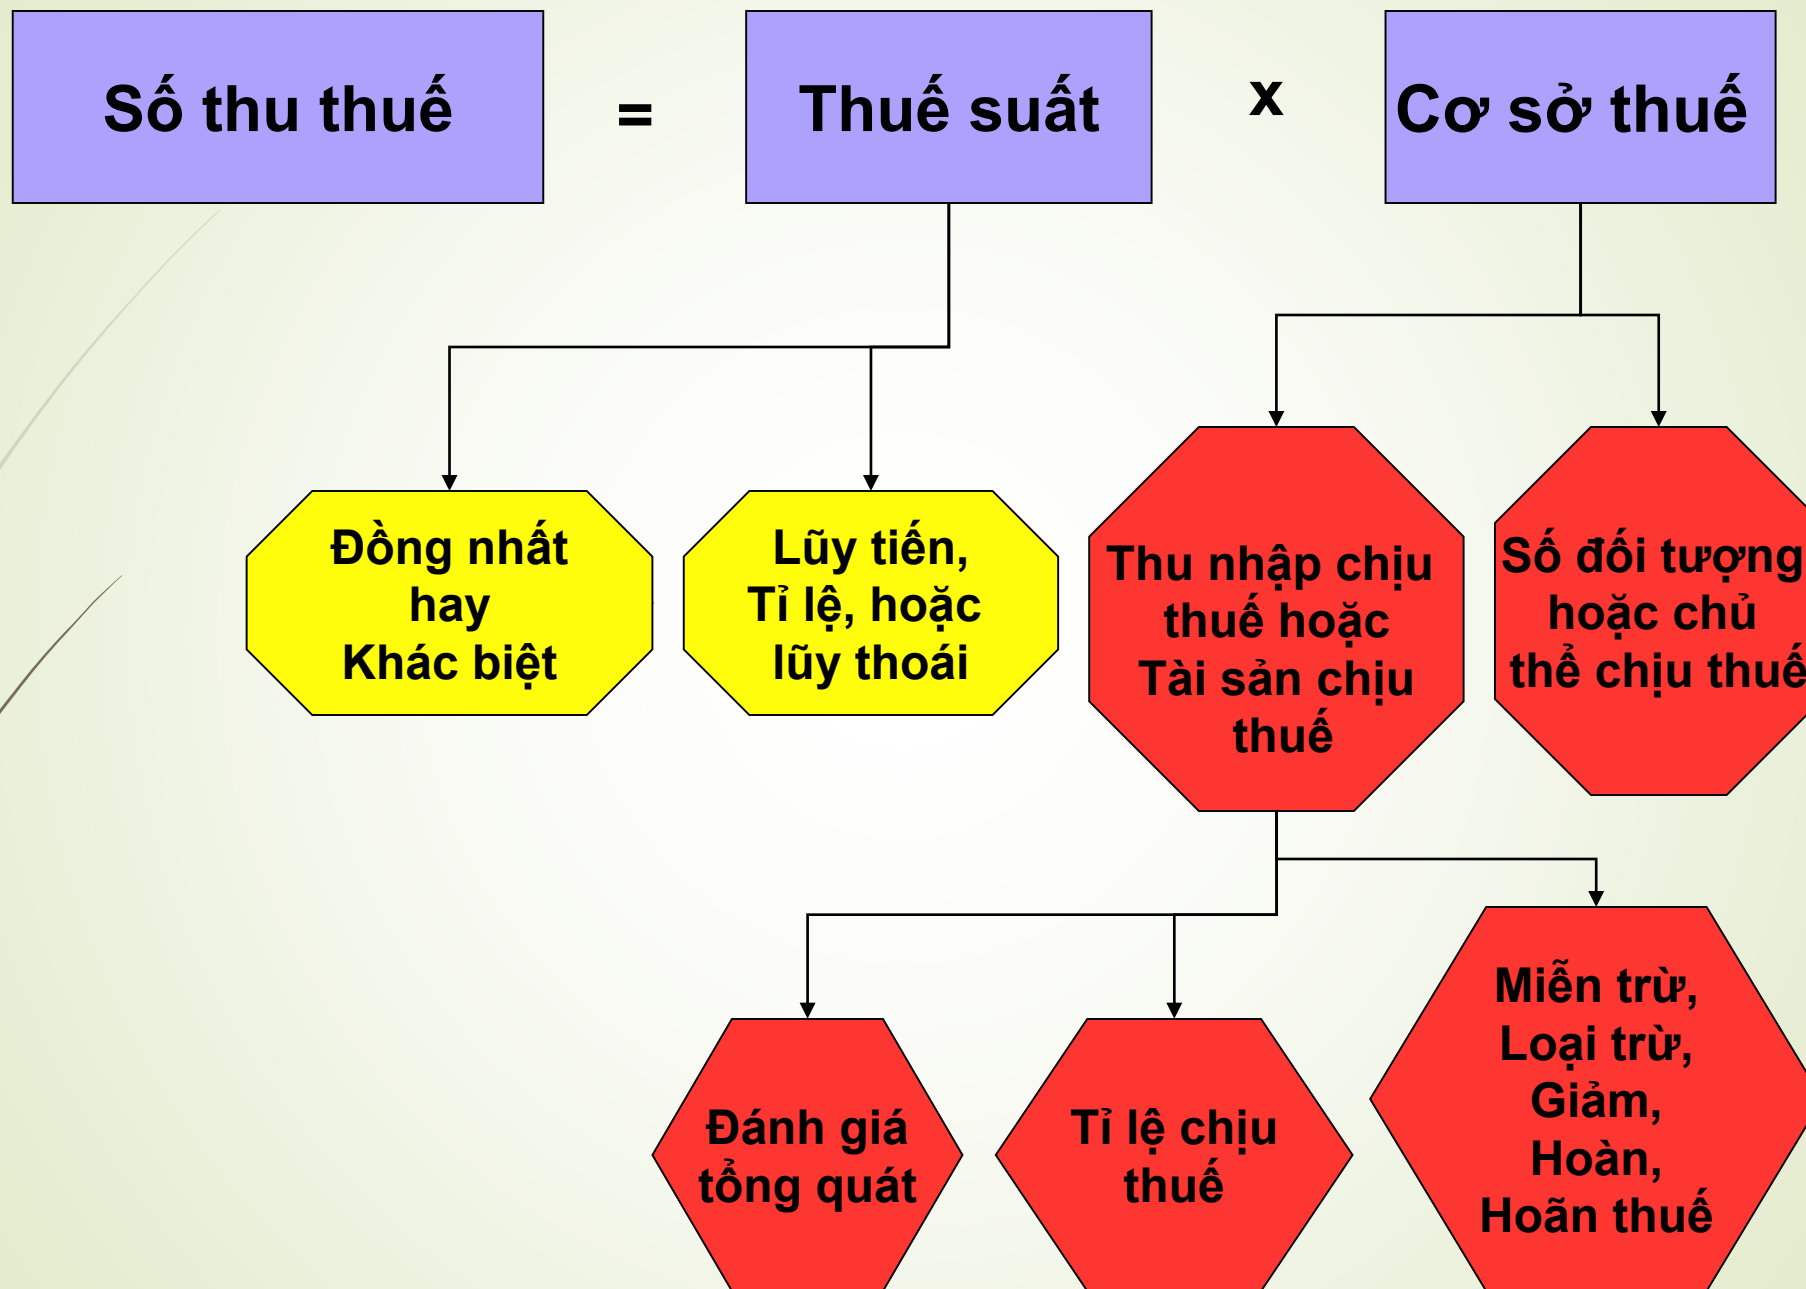 Số thu thuế
=
Thuế suất
x
Cơ sở thuế
Đồng nhất
hay
Khác biệt
Lũy tiến,
Tỉ lệ, hoặc
lũy thoái
Thu nhập chịu
thuế hoặc
Tài sản chịu
thuế
Số đối tượng
hoặc chủ
thể chịu thuế
Đánh giá
tổng quát
Tỉ lệ chịu
thuế
Miễn trừ,
Loại trừ,
Giảm,
Hoàn,
Hoãn thuế